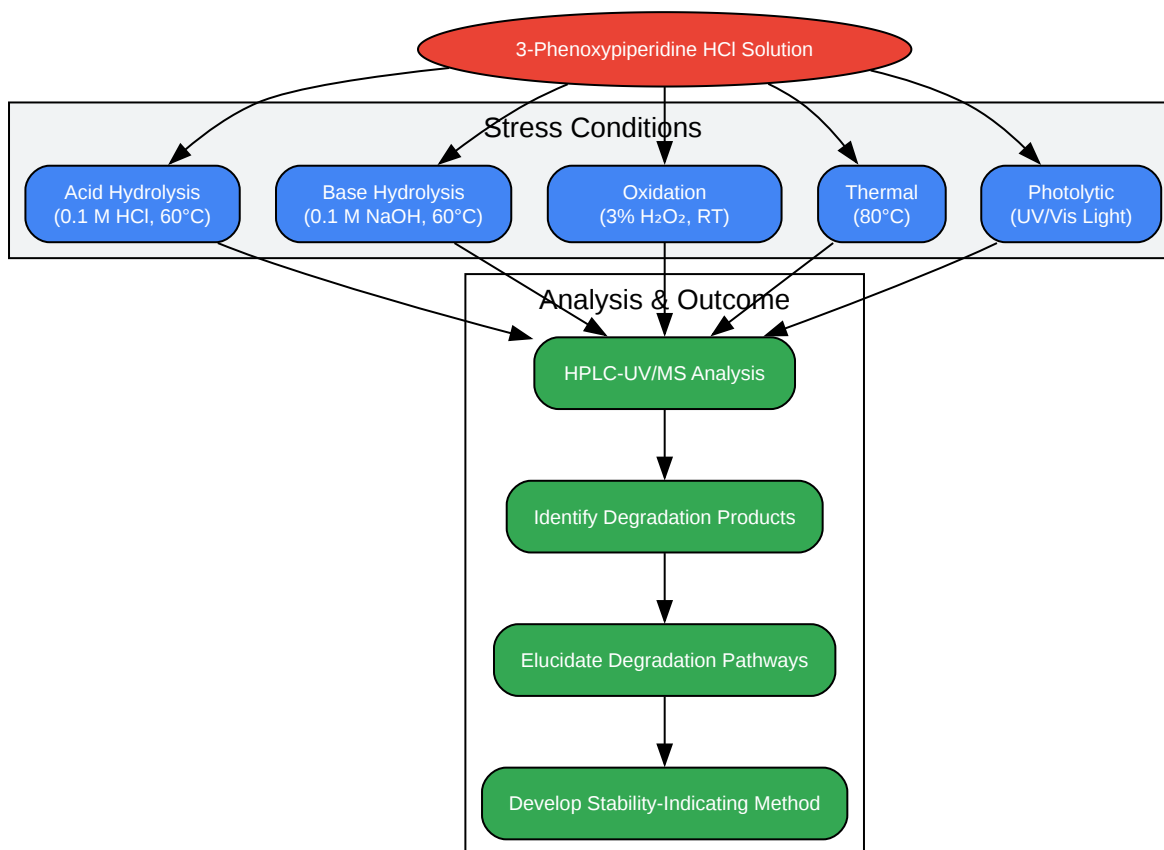 3-Phenoxypiperidine HCl Solution
Stress Conditions
Acid Hydrolysis
(0.1 M HCl, 60°C)
Base Hydrolysis
(0.1 M NaOH, 60°C)
Oxidation
(3% H₂O₂, RT)
Thermal
(80°C)
Photolytic
(UV/Vis Light)
Analysis & Outcome
HPLC-UV/MS Analysis
Identify Degradation Products
Elucidate Degradation Pathways
Develop Stability-Indicating Method